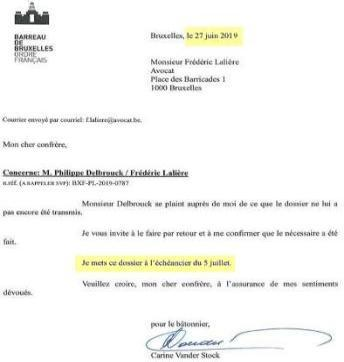 BARREAU
DE
BRUXELLES
ORDRE
FRANÇAIS
Bruxelles, le 27 juin 2019
Monsieur Frédéric Lalière
Avocat
Place des Barricades 1
1000 Bruxelles
Courrier envoyé par courriel: f.laliere@avocat.be.
Mon cher confrère,
Concerne: M. Philippe Delbrouck / Frédéric Lalière
N.RÉF. (A RAPPELER SVP): BXF-PL-2019-0787
Monsieur Delbrouck se plaint auprès de moi de ce que le dossier ne lui a
pas encore été transmis.
Je vous invite à le faire par retour et à me confirmer que le nécessaire a été
fait.
Je mets ce dossier à l'échéancier du 5 juillet.
Veuillez croire, mon cher confrère, à l'assurance de mes sentiments
dévoués.
pour le bâtonnier,
Carine Vander Stock